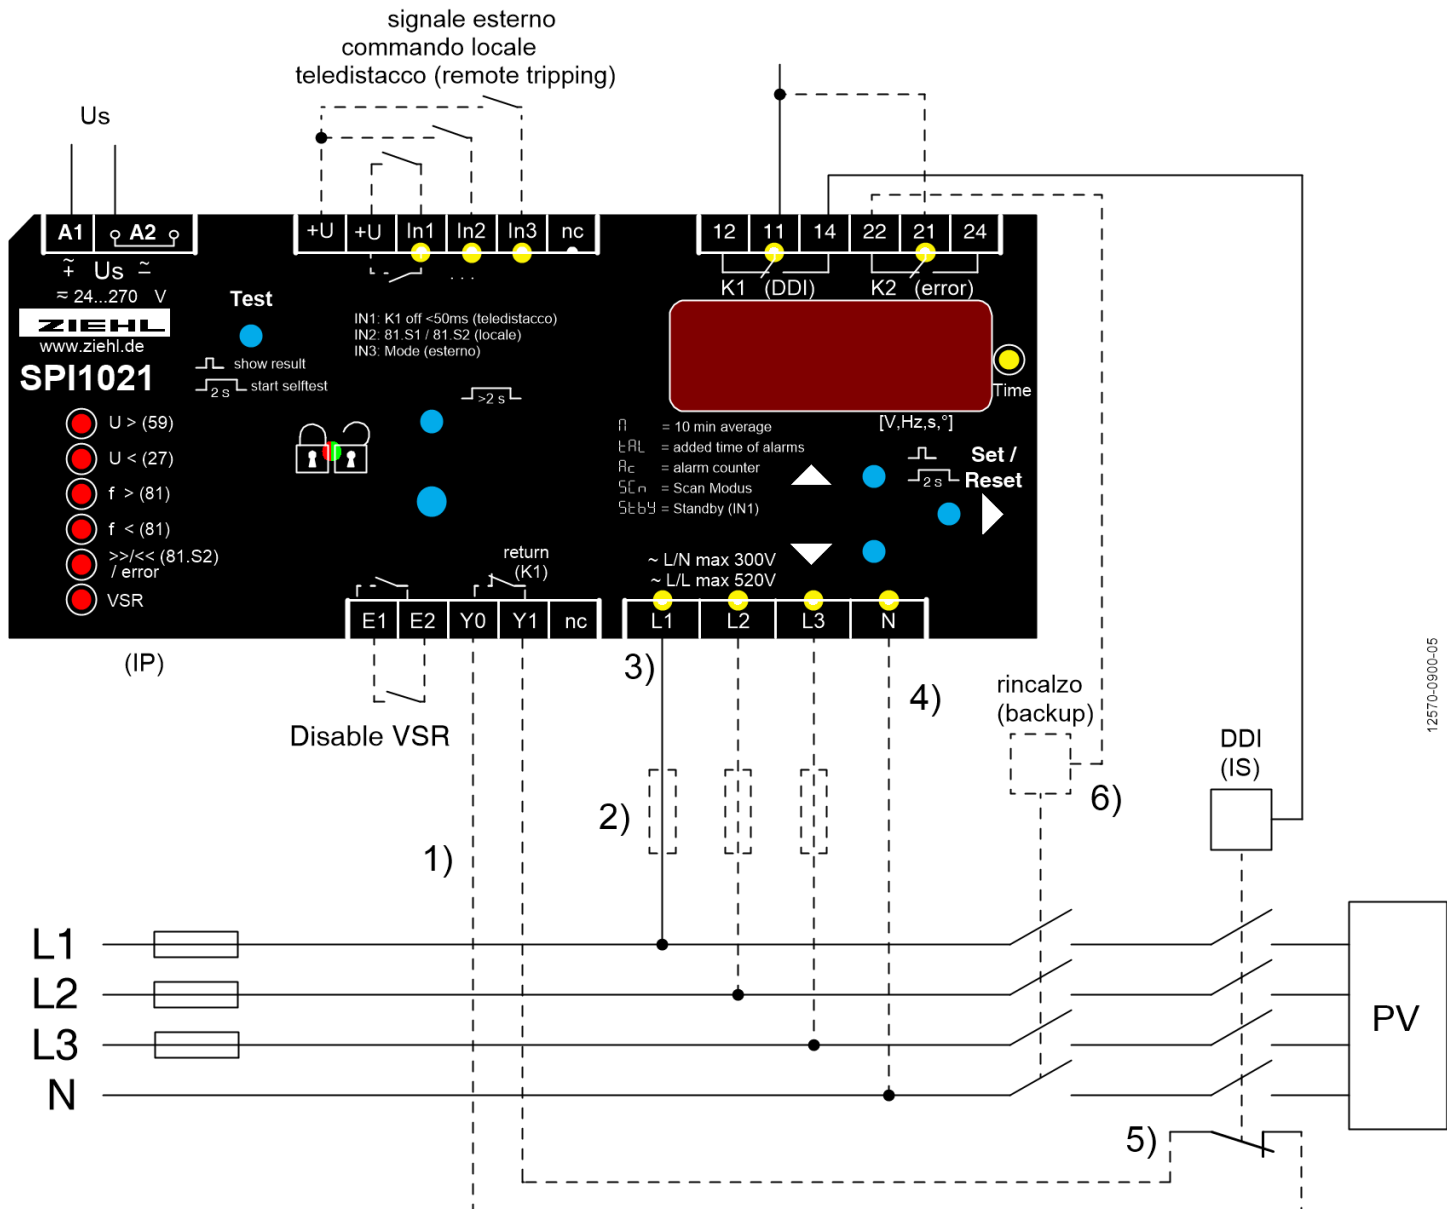 signale esterno
commando locale
teledistacco (remote tripping)
Us
A1 A2
+U +U In1 In2 In3 nc
12 11 14 22 21 24
Us
≂ 24...270 V
ZIEHL
www.ziehl.de
SPI1021
Test
show result
2 s start selftest
IN1: K1 off <50ms (teledistacco)
IN2: 81.S1 / 81.S2 (locale)
IN3: Mode (esterno)
. . .
K1 (DDI) K2 (error)
Time
[V,Hz,s,°]
>2 s
U > (59)
U < (27)
f > (81)
f < (81)
>>/<< (81.S2)
/ error
VSR
= 10 min average
tAL = added time of alarms
Ac = alarm counter
SCn = Scan Modus
Stby = Standby (IN1)
Set /
2 s Reset
return
(K1)
~ L/N max 300V
~ L/L max 520V
E1 E2 Y0 Y1 nc
L1 L2 L3 N
(IP)
Disable VSR
1)
2)
3)
4)
rincalzo
(backup)
6)
DDI
(IS)
12570-0900-05
L1
L2
L3
N
PV
5)